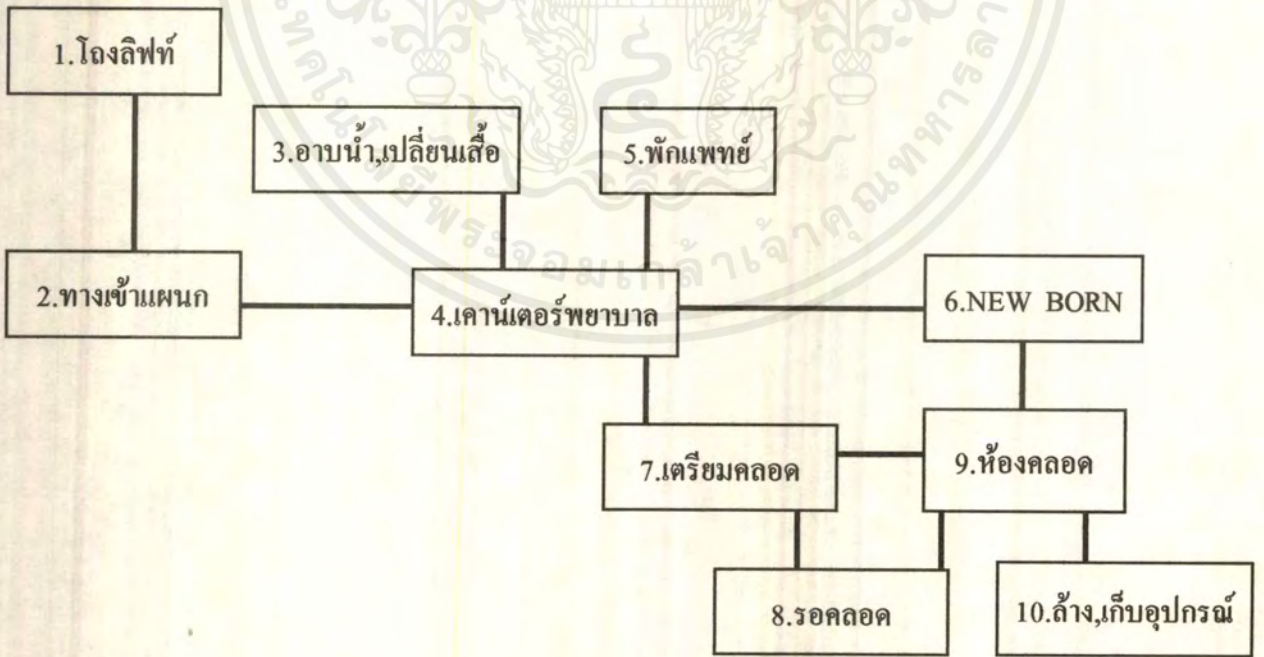 1.โถงลิฟท์
3.อาบน้ำ,เปลี่ยนเสื้อ
5.พักแพทย์
2.ทางเข้าแผนก
4.เคาน์เตอร์พยาบาล
6.NEW BORN
7.เตรียมคลอด
9.ห้องคลอด
8.รอคลอด
10.ล้าง,เก็บอุปกรณ์